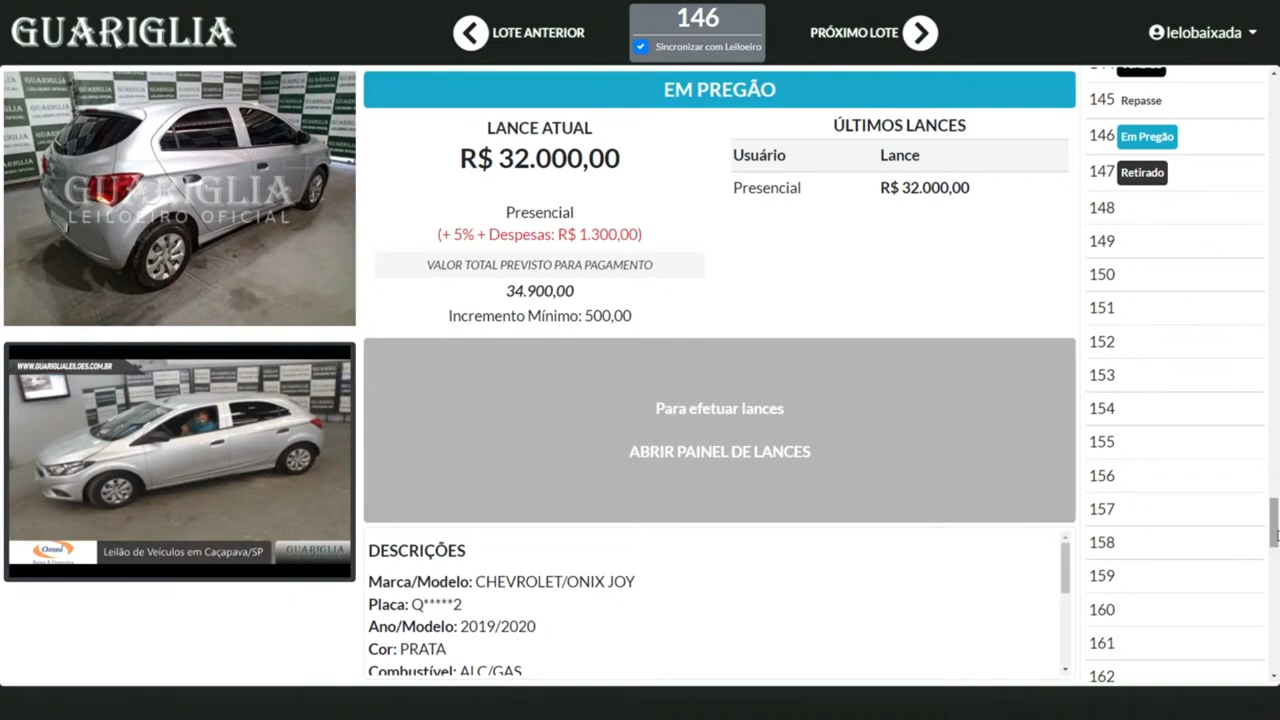 GUARIGLIA
LOTE ANTERIOR
146
Sincronizar com Leiloeiro
PRÓXIMO LOTE
lelobaixada
GUARIGLIA
LEILOEIRO OFICIAL
WWW.GUARIGLIALEILOES.COM.BR
Omni
Leilão de Veículos em Caçapava/SP
GUARIGLIA
EM PREGÃO
LANCE ATUAL
R$ 32.000,00
Presencial
(+ 5% + Despesas: R$ 1.300,00)
VALOR TOTAL PREVISTO PARA PAGAMENTO
34.900,00
Incremento Mínimo: 500,00
ÚLTIMOS LANCES
Usuário Lance
Presencial R$ 32.000,00
Para efetuar lances
ABRIR PAINEL DE LANCES
DESCRIÇÕES
Marca/Modelo: CHEVROLET/ONIX JOY
Placa: Q*****2
Ano/Modelo: 2019/2020
Cor: PRATA
Combustível: ALC/GAS
145 Repasse
146 Em Pregão
147 Retirado
148
149
150
151
152
153
154
155
156
157
158
159
160
161
162